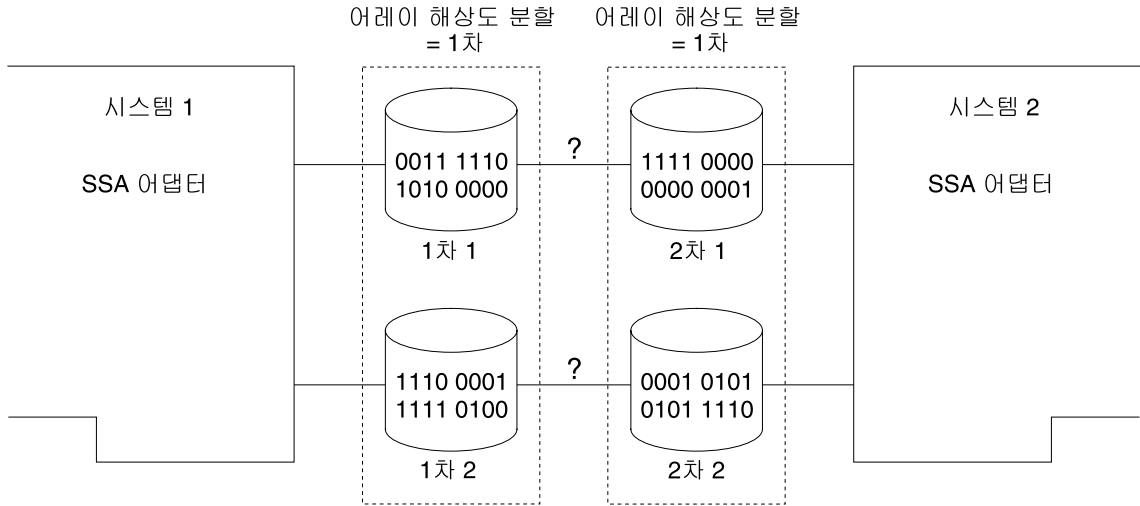 어레이 해상도 분할
= 1차
어레이 해상도 분할
= 1차
시스템 1
SSA 어댑터
0011 1110
1010 0000
1차 1
?
1111 0000
0000 0001
2차 1
시스템 2
SSA 어댑터
1110 0001
1111 0100
1차 2
?
0001 0101
0101 1110
2차 2